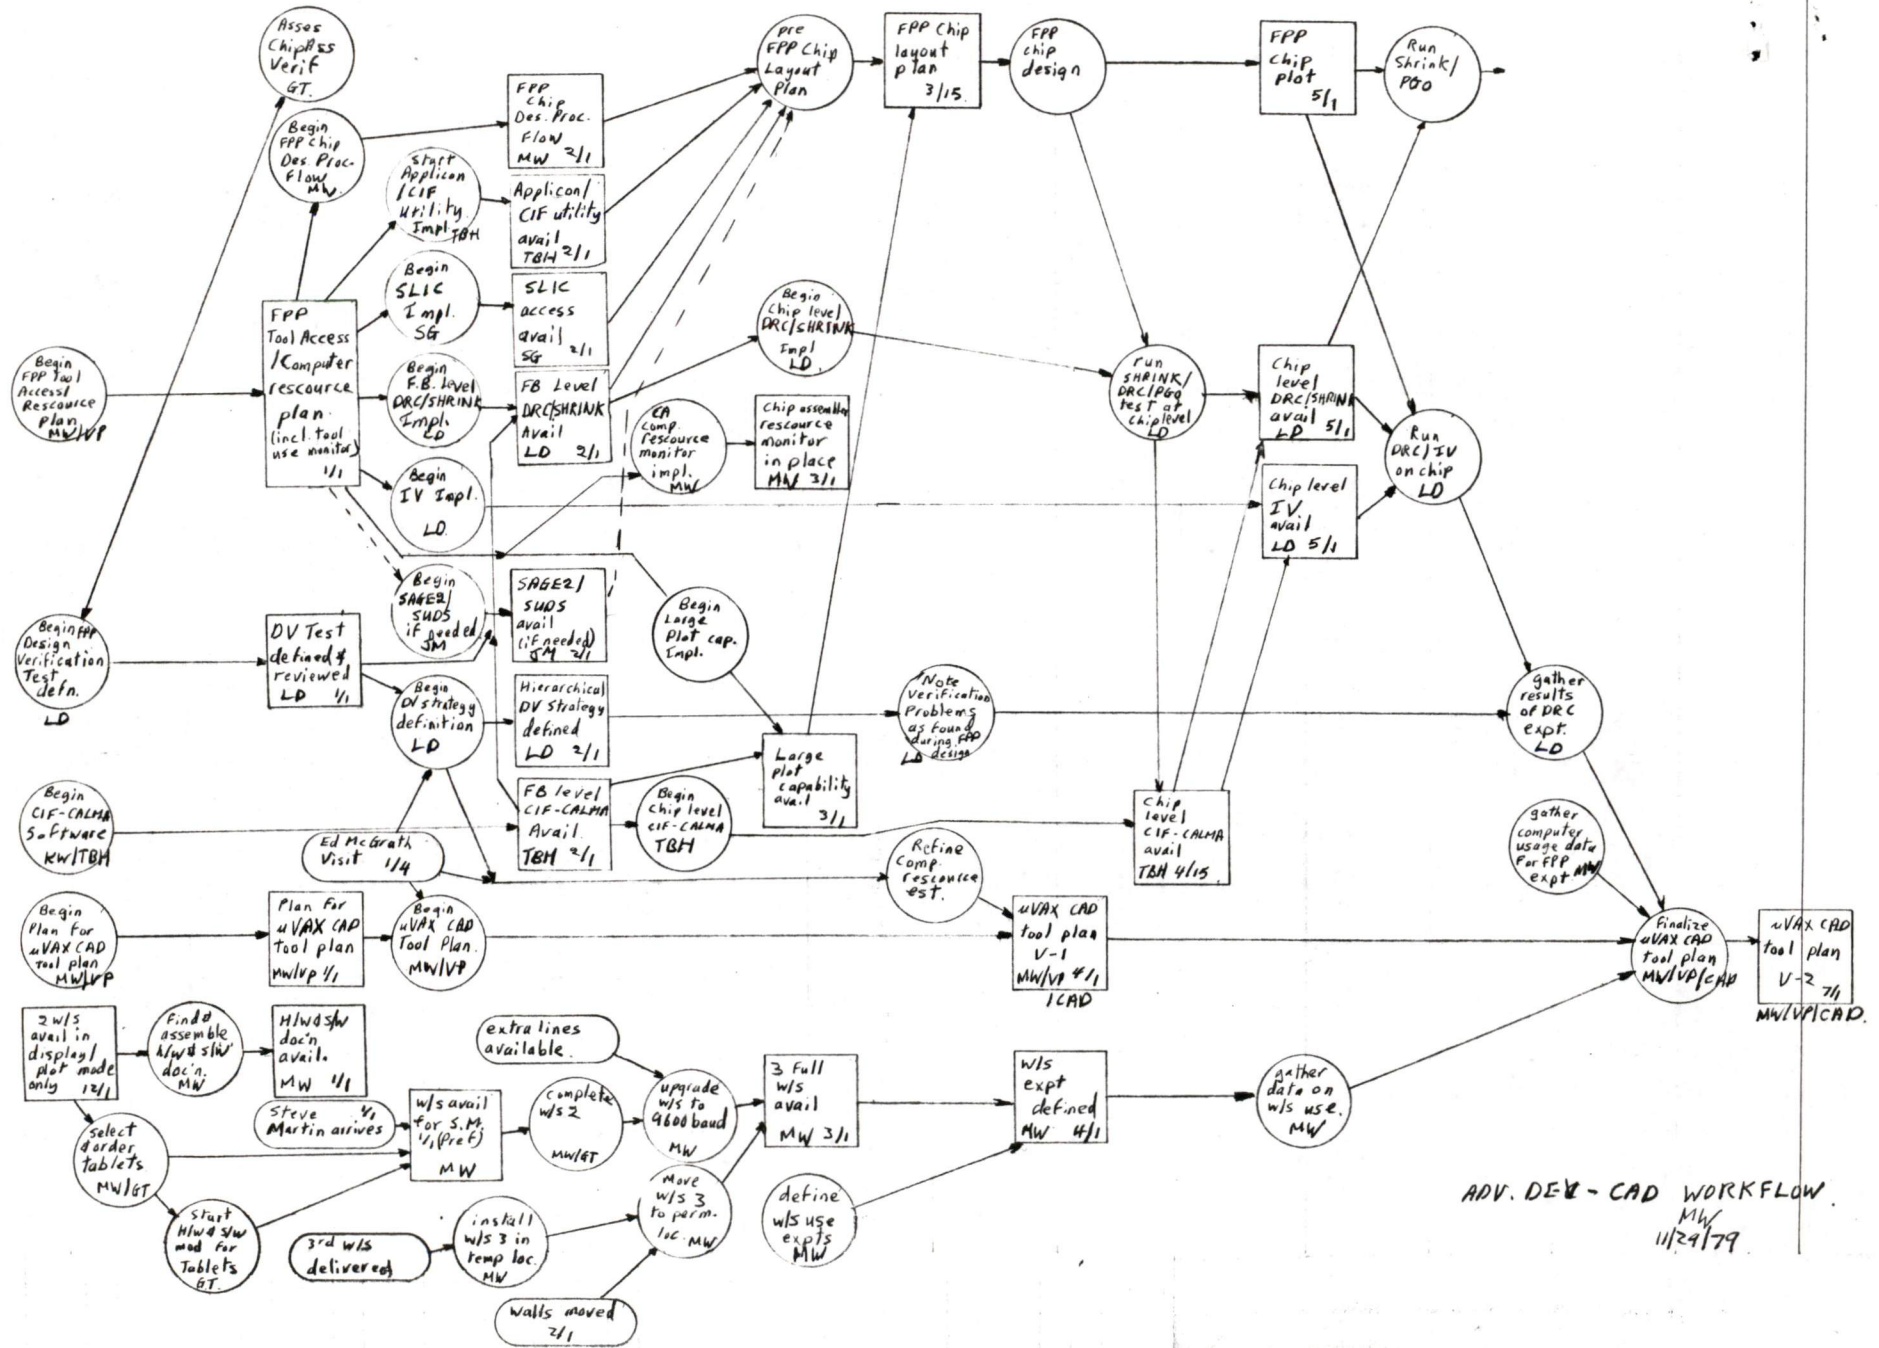 Asses
ChipAss
Verif
GT.
Begin
FPP Chip
Des. Proc.
Flow
MW.
FPP
Chip
Des. Proc.
Flow
MW 2/1
pre
FPP Chip
Layout
Plan
FPP Chip
layout
plan
3/15.
FPP
chip
design
FPP
chip
plot
5/1
Run
Shrink/
PGO
Start
Applicon
/CIF
utility
Impl. TBH
Applicon/
CIF utility
avail
TBH 2/1
Begin
SLIC
Impl.
SG
SLIC
access
avail
SG 2/1
Begin
FPP Tool
Access/
Rescource
plan
MW/VP
FPP
Tool Access
/Computer
rescource
plan.
(incl. tool
use monitor)
1/1
Begin
F.B. Level
DRC/SHRINK
Impl.
LD
FB Level
DRC/SHRINK
Avail
LD 2/1
Begin
Chip level
DRC/SHRINK
Impl
LD
run
SHRINK/
DRC/PGO
test at
Chiplevel
LD
Chip
level
DRC/SHRINK
avail
LD 5/1
Run
DRC/IV
on chip
LD
CA
Comp.
rescource
monitor
impl.
MW
Chip assembler
rescource
monitor
in place
MW 3/1
Begin
IV Impl.
LD
Chip level
IV
avail
LD 5/1
Begin
SAGE2/
SUDS
if needed
JM
SAGE2/
SUDS
avail
(if needed)
JM 2/1
Begin
Large
Plot cap.
Impl.
Begin FPP
Design
Verification
Test
defn.
LD
DV Test
defined &
reviewed
LD 1/1
Begin
DV strategy
definition
LD
Hierarchical
DV Strategy
defined
LD 2/1
Note
Verification
Problems
as found
during FPP
design
LD
gather
results
of DRC
expt.
LD
Large
plot
capability
avail
3/1
Begin
CIF-CALMA
Software
KW/TBH
FB level
CIF-CALMA
Avail.
TBH 2/1
Begin
Chip level
CIF-CALMA
TBH
Chip
level
CIF-CALMA
avail
TBH 4/15
gather
computer
usage data
For FPP
expt MW
Ed McGrath
Visit 1/4
Refine
Comp.
rescource
est.
Begin
Plan For
uVAX CAD
tool plan
MW/VP
Plan For
uVAX CAD
tool plan
MW/VP 1/1
Begin
uVAX CAD
Tool Plan.
MW/VP
uVAX CAD
tool plan
V-1
MW/VP 4/1
/CAD
Finalize
uVAX CAD
tool plan
MW/VP/CAD
uVAX CAD
tool plan
V-2
7/1
MW/VP/CAD.
2 w/s
avail in
display/
plot mode
only 12/1
Find &
assemble
h/w & s/w
doc'n.
MW
H/w & s/w
doc'n
avail.
MW 1/1
extra lines
available.
Steve 1/1
Martin arrives
w/s avail
for S.M.
1/1 (Pref)
MW
complete
w/s 2
MW/GT
upgrade
w/s to
9600 baud
MW
3 Full
w/s
avail
MW 3/1
w/s
expt
defined
MW 4/1
gather
data on
w/s use.
MW
select
& order
tablets
MW/GT
Start
H/w & s/w
mod for
Tablets
GT.
3rd w/s
delivered
install
w/s 3 in
temp loc.
MW
Move
w/s 3
to perm.
loc. MW
define
w/s use
expts
MW
Walls moved
2/1
ADV. DEV - CAD WORKFLOW.
MW
11/29/79